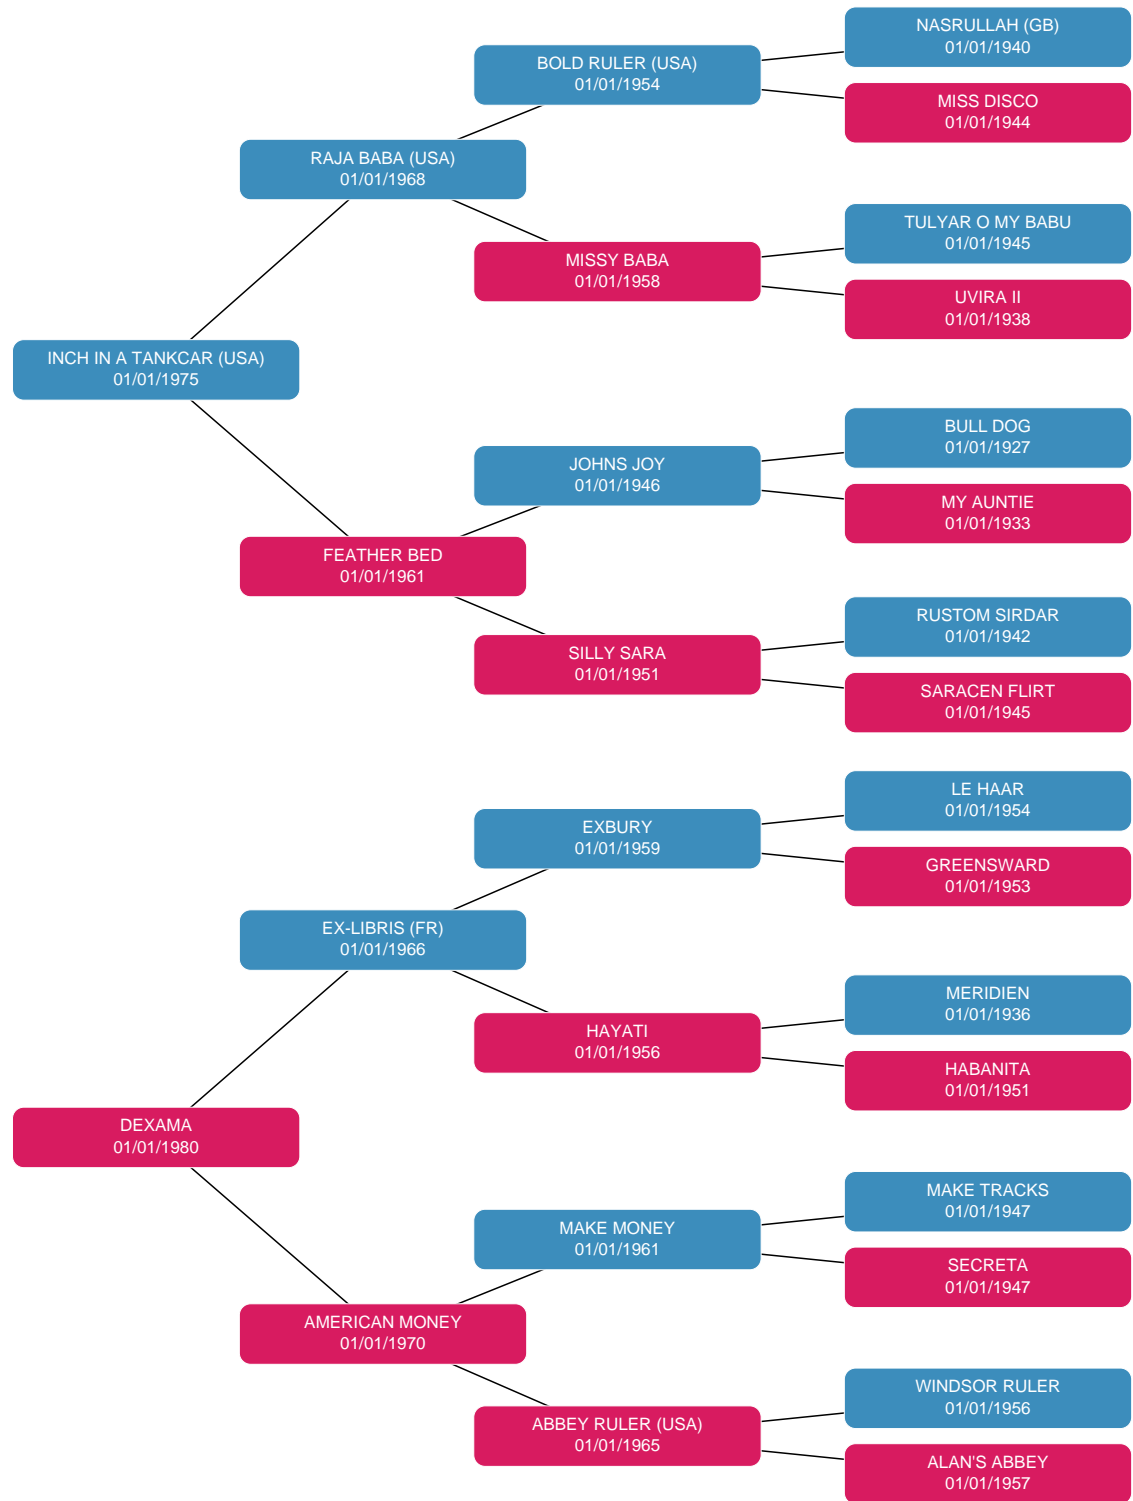 NASRULLAH (GB)
01/01/1940
BOLD RULER (USA)
01/01/1954
MISS DISCO
01/01/1944
RAJA BABA (USA)
01/01/1968
TULYAR O MY BABU
01/01/1945
MISSY BABA
01/01/1958
UVIRA II
01/01/1938
INCH IN A TANKCAR (USA)
01/01/1975
BULL DOG
01/01/1927
JOHNS JOY
01/01/1946
MY AUNTIE
01/01/1933
FEATHER BED
01/01/1961
RUSTOM SIRDAR
01/01/1942
SILLY SARA
01/01/1951
SARACEN FLIRT
01/01/1945
LE HAAR
01/01/1954
EXBURY
01/01/1959
GREENSWARD
01/01/1953
EX-LIBRIS (FR)
01/01/1966
MERIDIEN
01/01/1936
HAYATI
01/01/1956
HABANITA
01/01/1951
DEXAMA
01/01/1980
MAKE TRACKS
01/01/1947
MAKE MONEY
01/01/1961
SECRETA
01/01/1947
AMERICAN MONEY
01/01/1970
WINDSOR RULER
01/01/1956
ABBEY RULER (USA)
01/01/1965
ALAN'S ABBEY
01/01/1957